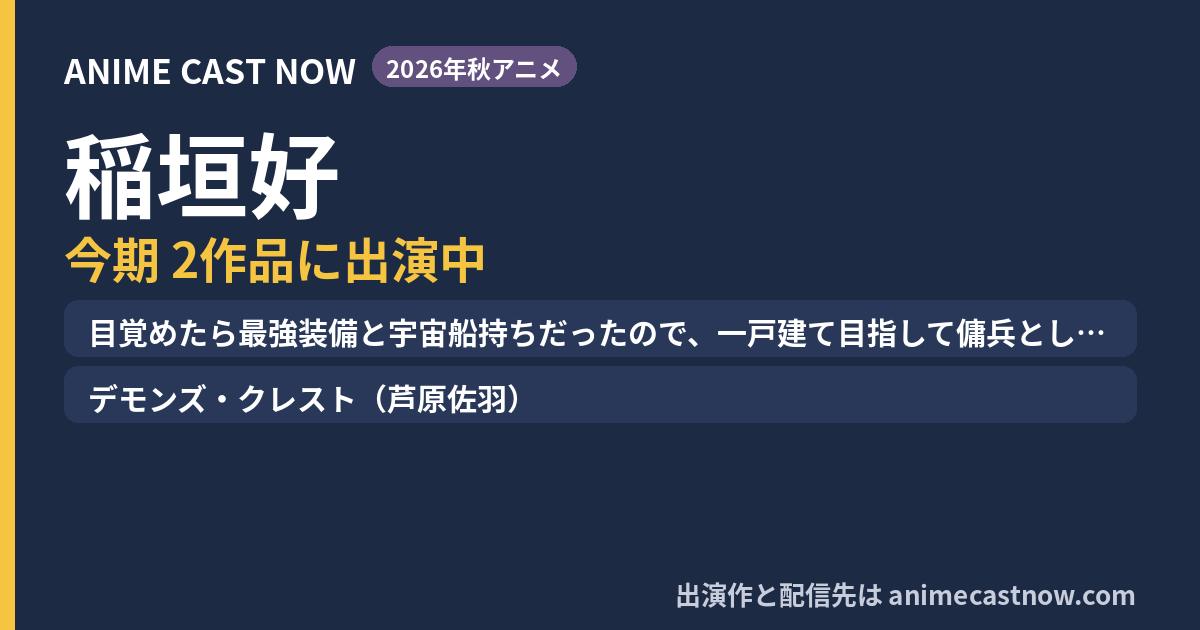 ANIME CAST NOW 2026年秋アニメ
稲垣好
今期 2作品に出演中
目覚めたら最強装備と宇宙船持ちだったので、一戸建て目指して傭兵とし…
デモンズ・クレスト（芦原佐羽）
出演作と配信先は animecastnow.com